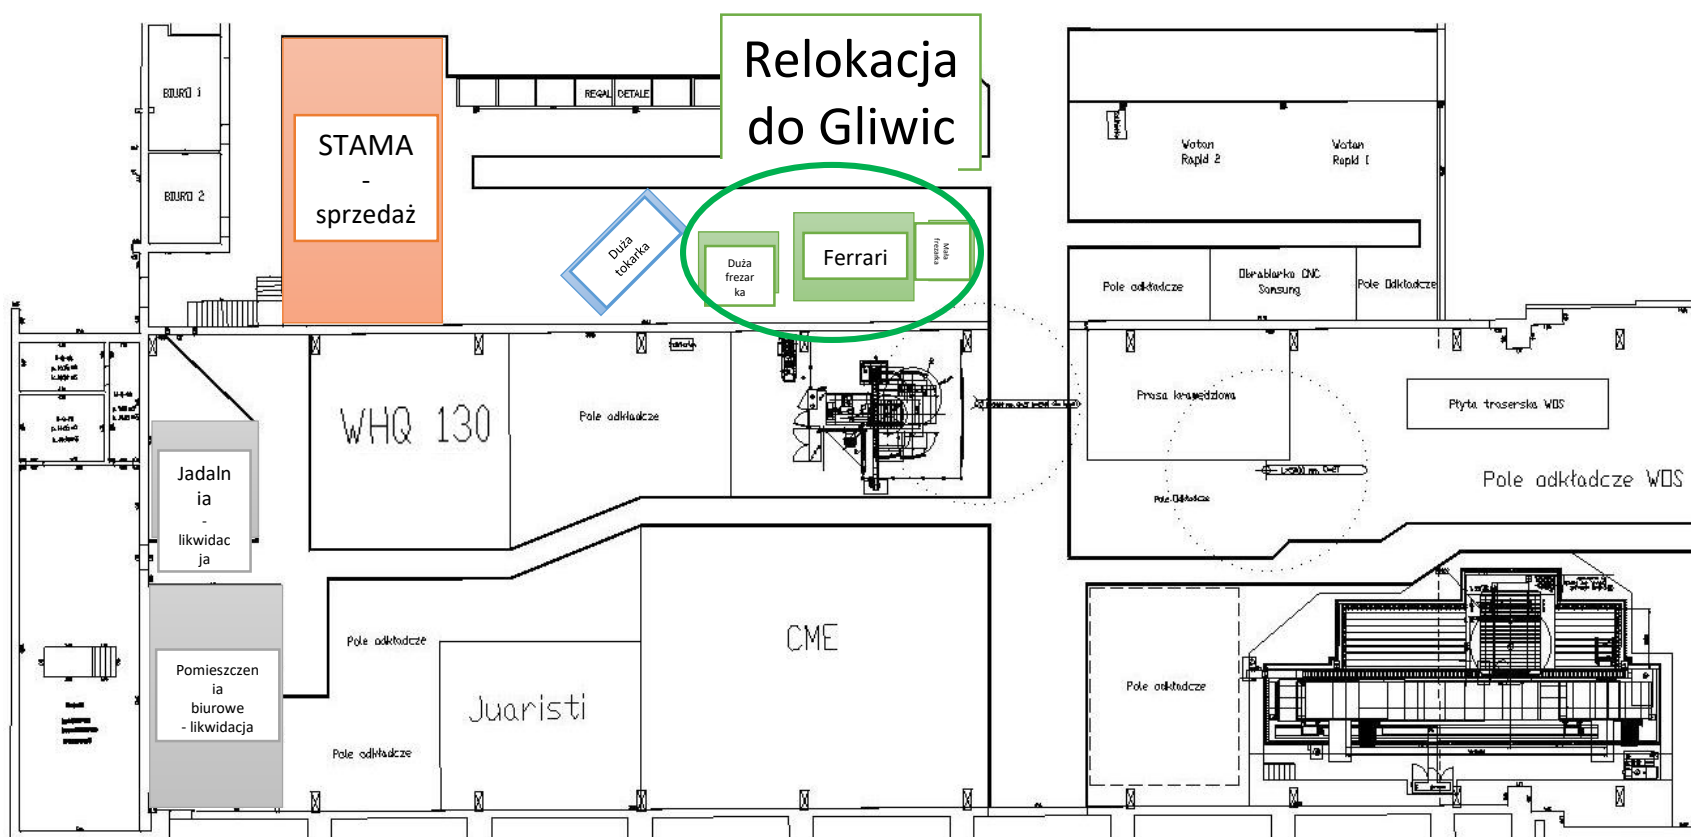 Relokacja
do Gliwic
BIURO 1
REGAL DETALE
STAMA
-
sprzedaż
Wotan
Rapid 2
Wotan
Rapid 1
BIURO 2
Duża
tokarka
Duża
frezar
ka
Ferrari
Mała
frezarka
Pole odkładcze
Obrabiarka CNC
Samsung
Pole Odkładcze
WHQ 130
Pole odkładcze
Prasa krawędziowa
Płyta traserska WOS
Pole odkładcze WOS
Pole Odkładcze
Jadaln
ia
-
likwidac
ja
Pole odkładcze
CME
Pomieszczen
ia
biurowe
- likwidacja
Juaristi
Pole odkładcze
Pole odkładcze